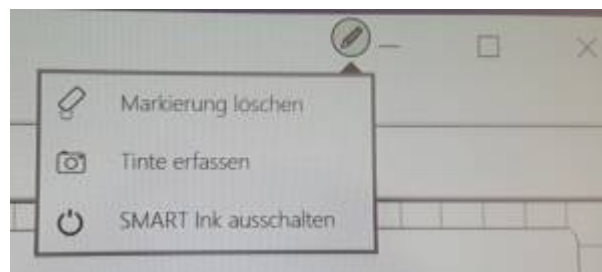 Markierung löschen
Tinte erfassen
SMART Ink ausschalten